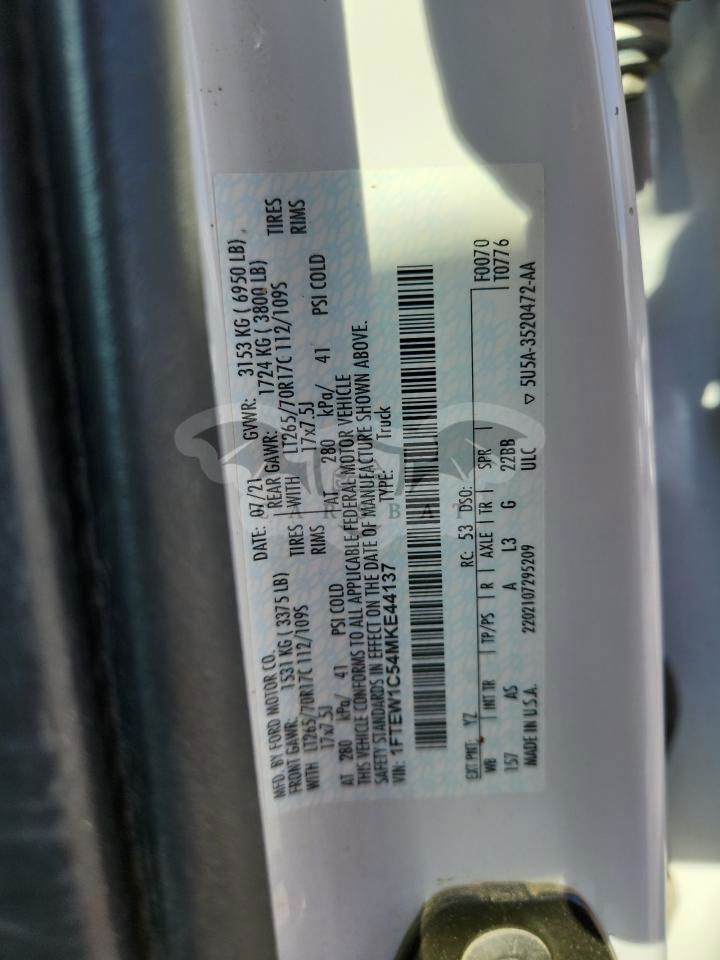 MFD. BY FORD MOTOR CO.
DATE: 07/21 GVWR: 3153 KG ( 6950 LB)
FRONT GAWR: 1531 KG ( 3375 LB) REAR GAWR: 1724 KG ( 3800 LB)
WITH LT265/70R17C 112/109S TIRES WITH LT265/70R17C 112/109S TIRES
17x7.5J RIMS 17x7.5J RIMS
AT 280 kPa/ 41 PSI COLD AT 280 kPa/ 41 PSI COLD
THIS VEHICLE CONFORMS TO ALL APPLICABLE FEDERAL MOTOR VEHICLE
SAFETY STANDARDS IN EFFECT ON THE DATE OF MANUFACTURE SHOWN ABOVE.
VIN: 1FTEW1C54MKE44137 TYPE: Truck
F0070
EXT PNT: YZ RC: 53 DSO: T0776
WB INT TR TP/PS R AXLE TR SPR
157 AS A L3 G 22BB
MADE IN U.S.A. 2202107295209 ULC ▽ 5U5A-3520472-AA
CAR BAT